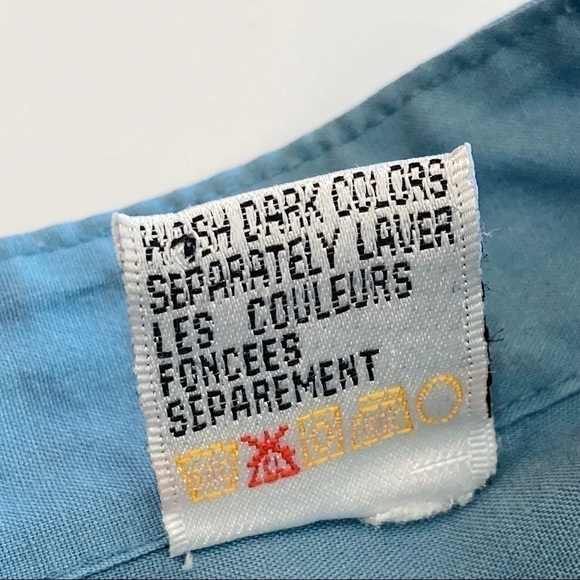 WASH DARK COLORS
SEPARATELY LAVER
LES COULEURS
FONCEES
SEPAREMENT